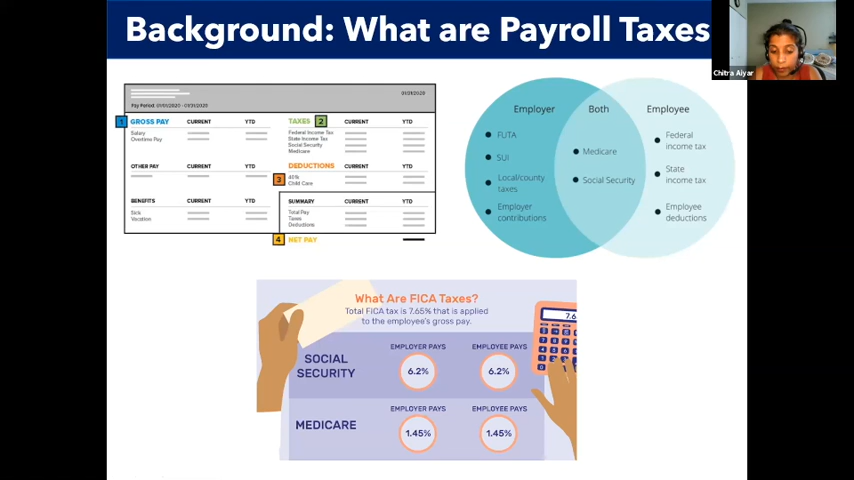 Background: What are Payroll Taxes
Chitra Aiyar
01/31/2020
Pay Period: 01/01/2020 - 01/31/2020
1 GROSS PAY CURRENT YTD
Salary
Overtime Pay
TAXES 2 CURRENT YTD
Federal Income Tax
State Income Tax
Social Security
Medicare
OTHER PAY CURRENT YTD
DEDUCTIONS CURRENT YTD
3 401k
Child Care
BENEFITS CURRENT YTD
Sick
Vacation
SUMMARY CURRENT YTD
Total Pay
Taxes
Deductions
4 NET PAY
Employer
FUTA
SUI
Local/county
taxes
Employer
contributions
Both
Medicare
Social Security
Employee
Federal
income tax
State
income tax
Employee
deductions
What Are FICA Taxes?
Total FICA tax is 7.65% that is applied
to the employee's gross pay.
SOCIAL
SECURITY
EMPLOYER PAYS
6.2%
EMPLOYEE PAYS
6.2%
MEDICARE
EMPLOYER PAYS
1.45%
EMPLOYEE PAYS
1.45%
7.6